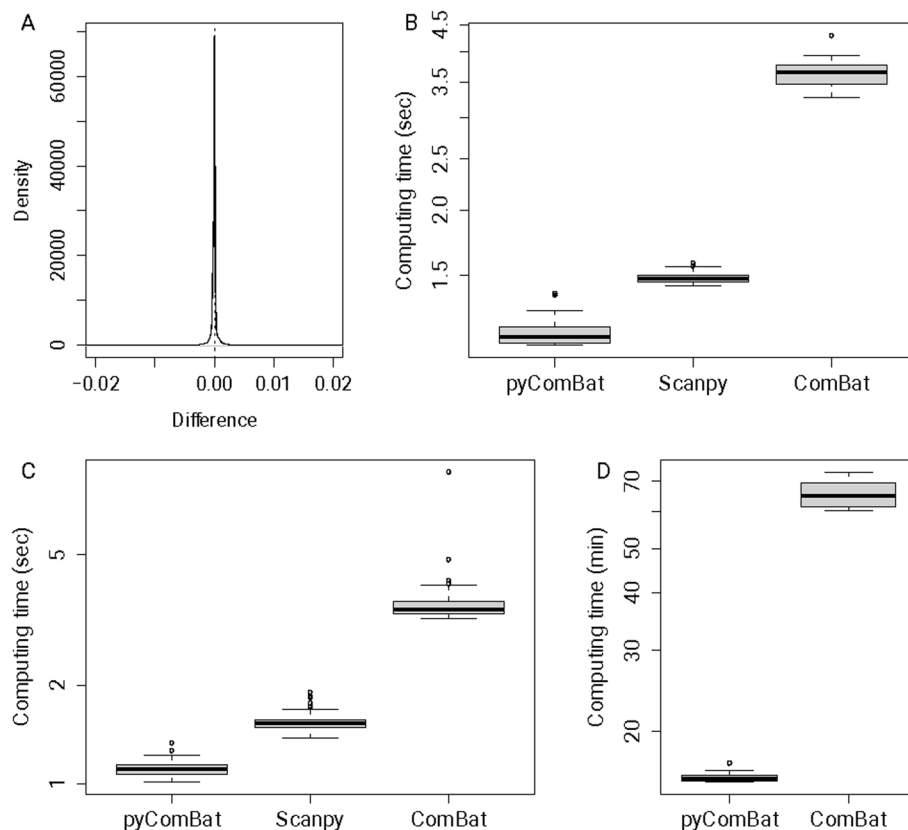 A
Density
0
20000
40000
60000
−0.02
0.00
0.01
0.02
Difference
B
Computing time (sec)
1.5
2.0
2.5
3.5
4.5
pyComBat
Scanpy
ComBat
C
Computing time (sec)
1
2
5
pyComBat
Scanpy
ComBat
D
Computing time (min)
20
30
40
50
70
pyComBat
ComBat